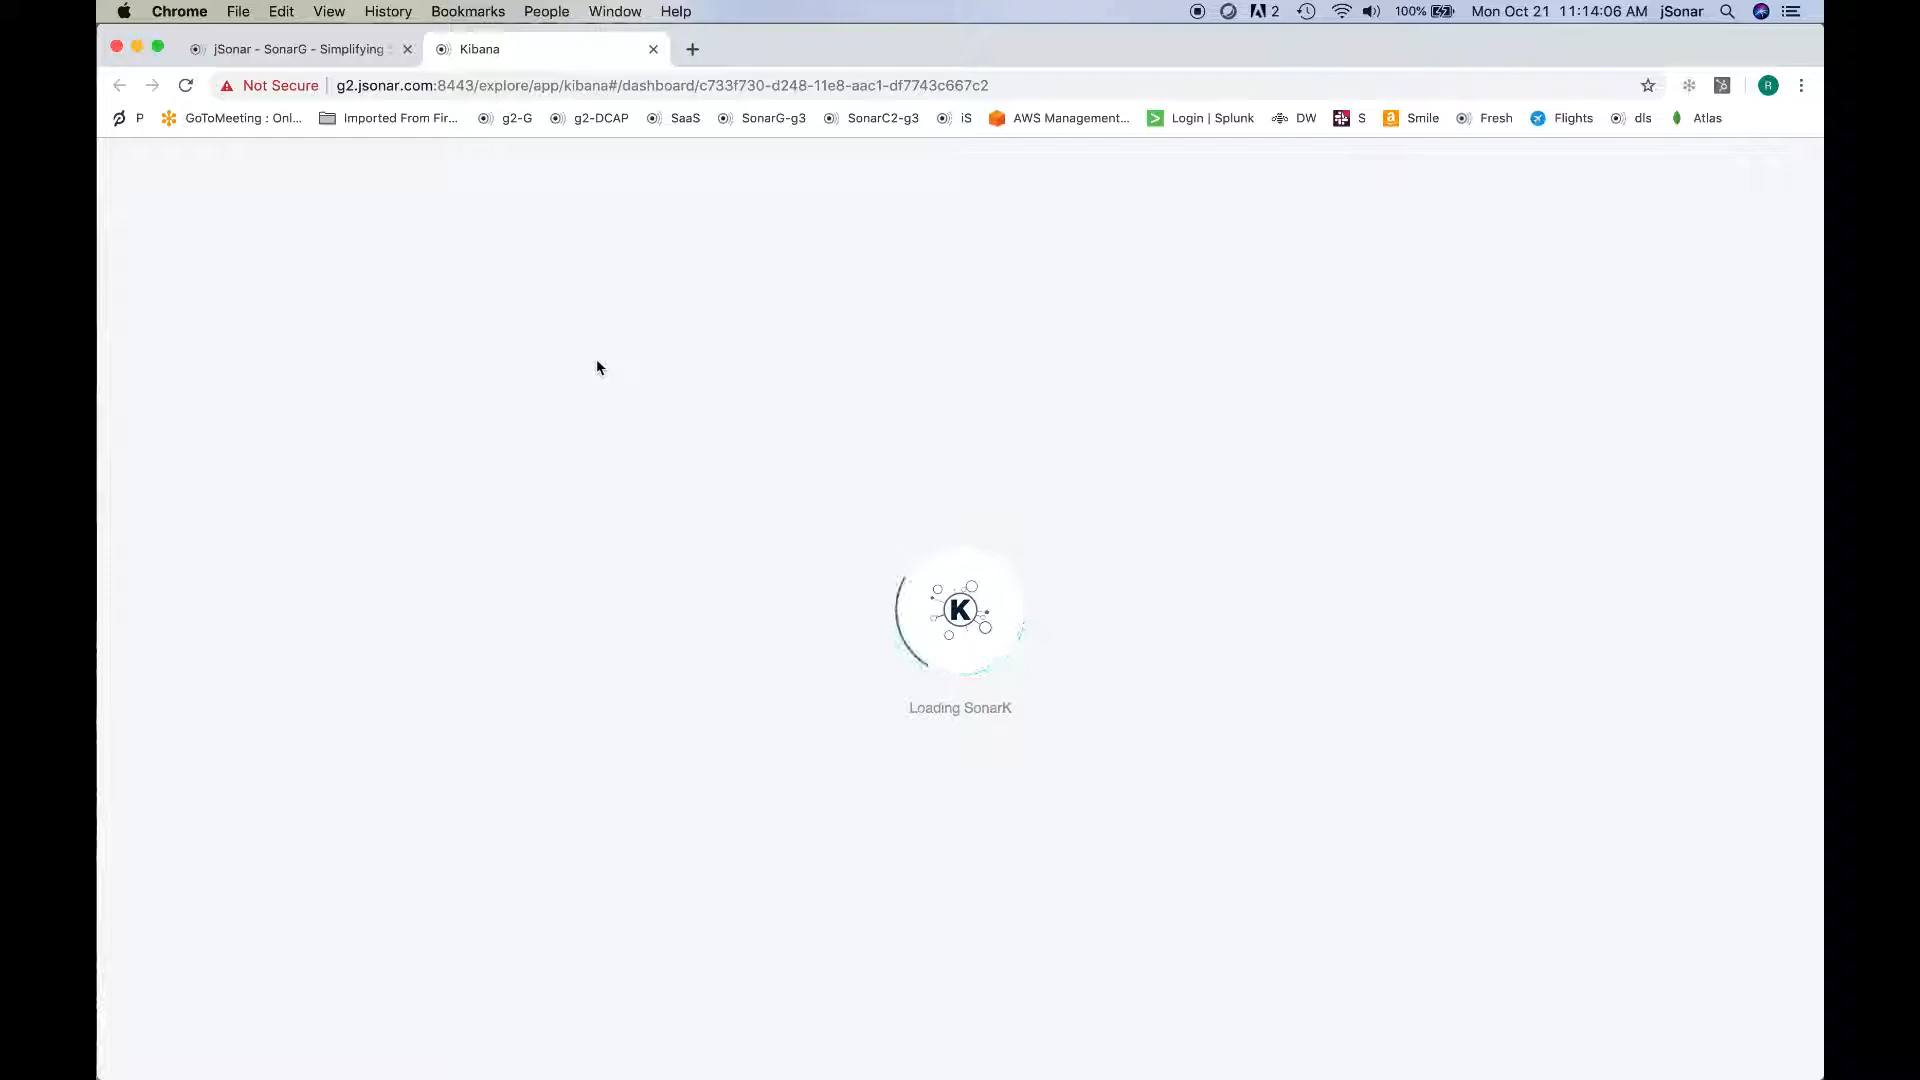 Chrome File Edit View History Bookmarks People Window Help 2 100% Mon Oct 21 11:14:06 AM jSonar
jSonar - SonarG - Simplifying Kibana
Not Secure g2.jsonar.com:8443/explore/app/kibana#/dashboard/c733f730-d248-11e8-aac1-df7743c667c2 R
P GoToMeeting : Onl... Imported From Fir... g2-G g2-DCAP SaaS SonarG-g3 SonarC2-g3 iS AWS Management... Login | Splunk DW S Smile Fresh Flights dls Atlas
K
Loading SonarK